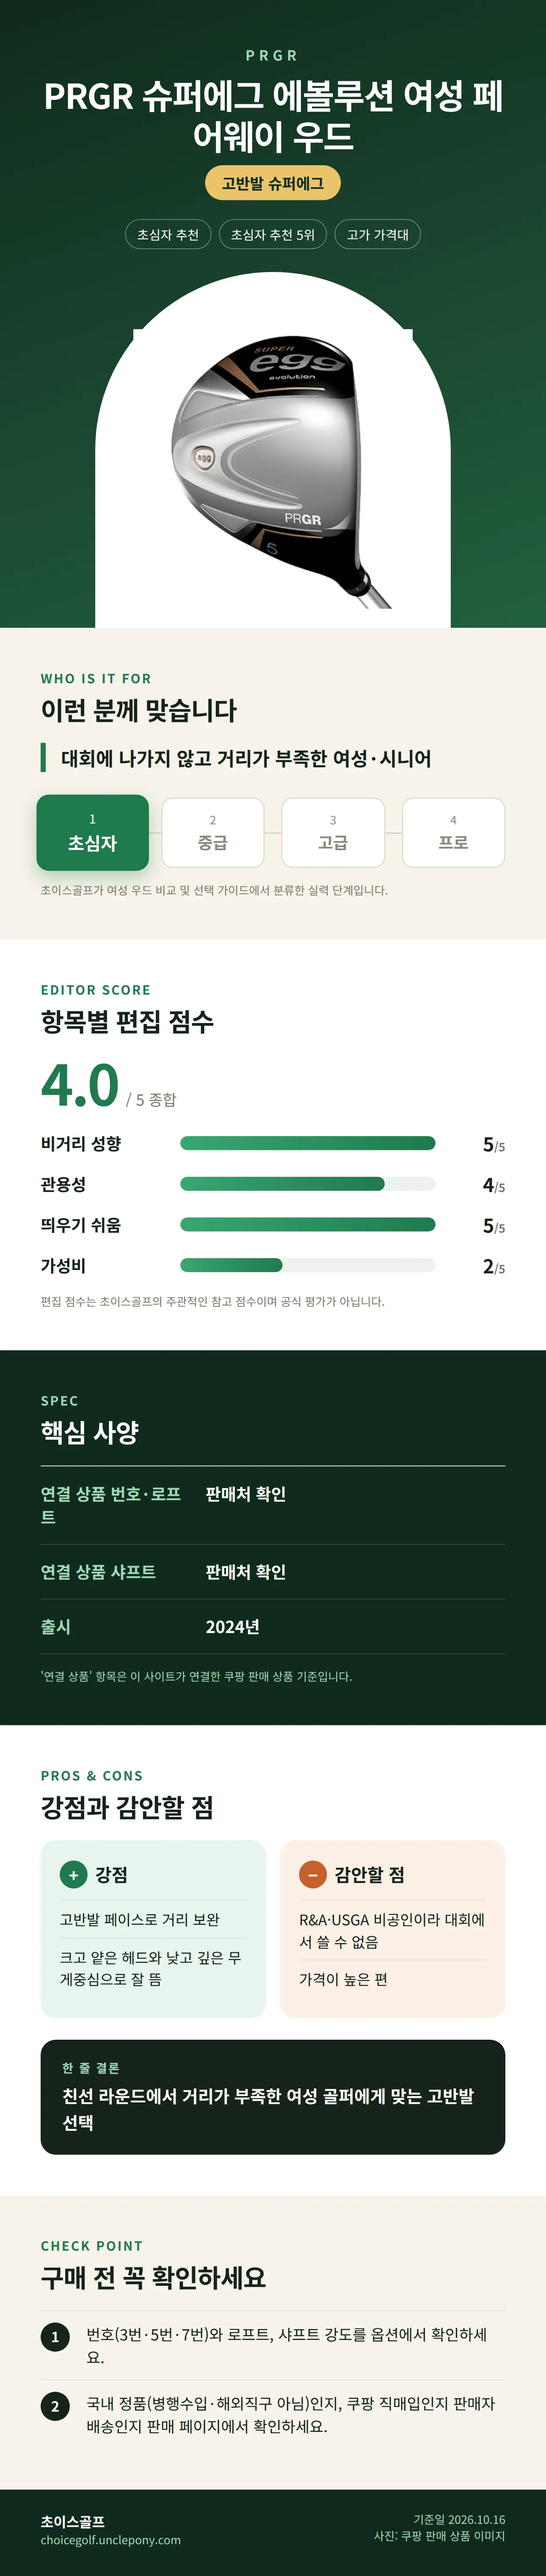 PRGR
PRGR 슈퍼에그 에볼루션 여성 페
어웨이 우드
고반발 슈퍼에그
초심자 추천
초심자 추천 5위
고가 가격대
SUPER
egg
evolution
egg
PRGR
5
WHO IS IT FOR
이런 분께 맞습니다
대회에 나가지 않고 거리가 부족한 여성·시니어
1
초심자
2
중급
3
고급
4
프로
초이스골프가 여성 우드 비교 및 선택 가이드에서 분류한 실력 단계입니다.
EDITOR SCORE
항목별 편집 점수
4.0 / 5 종합
비거리 성향 5/5
관용성 4/5
띄우기 쉬움 5/5
가성비 2/5
편집 점수는 초이스골프의 주관적인 참고 점수이며 공식 평가가 아닙니다.
SPEC
핵심 사양
연결 상품 번호·로프
트
판매처 확인
연결 상품 샤프트 판매처 확인
출시 2024년
'연결 상품' 항목은 이 사이트가 연결한 쿠팡 판매 상품 기준입니다.
PROS & CONS
강점과 감안할 점
+ 강점
고반발 페이스로 거리 보완
크고 얕은 헤드와 낮고 깊은 무
게중심으로 잘 뜸
− 감안할 점
R&A·USGA 비공인이라 대회에
서 쓸 수 없음
가격이 높은 편
한 줄 결론
친선 라운드에서 거리가 부족한 여성 골퍼에게 맞는 고반발
선택
CHECK POINT
구매 전 꼭 확인하세요
1 번호(3번·5번·7번)와 로프트, 샤프트 강도를 옵션에서 확인하세
요.
2 국내 정품(병행수입·해외직구 아님)인지, 쿠팡 직매입인지 판매자
배송인지 판매 페이지에서 확인하세요.
초이스골프
choicegolf.unclepony.com
기준일 2026.10.16
사진: 쿠팡 판매 상품 이미지